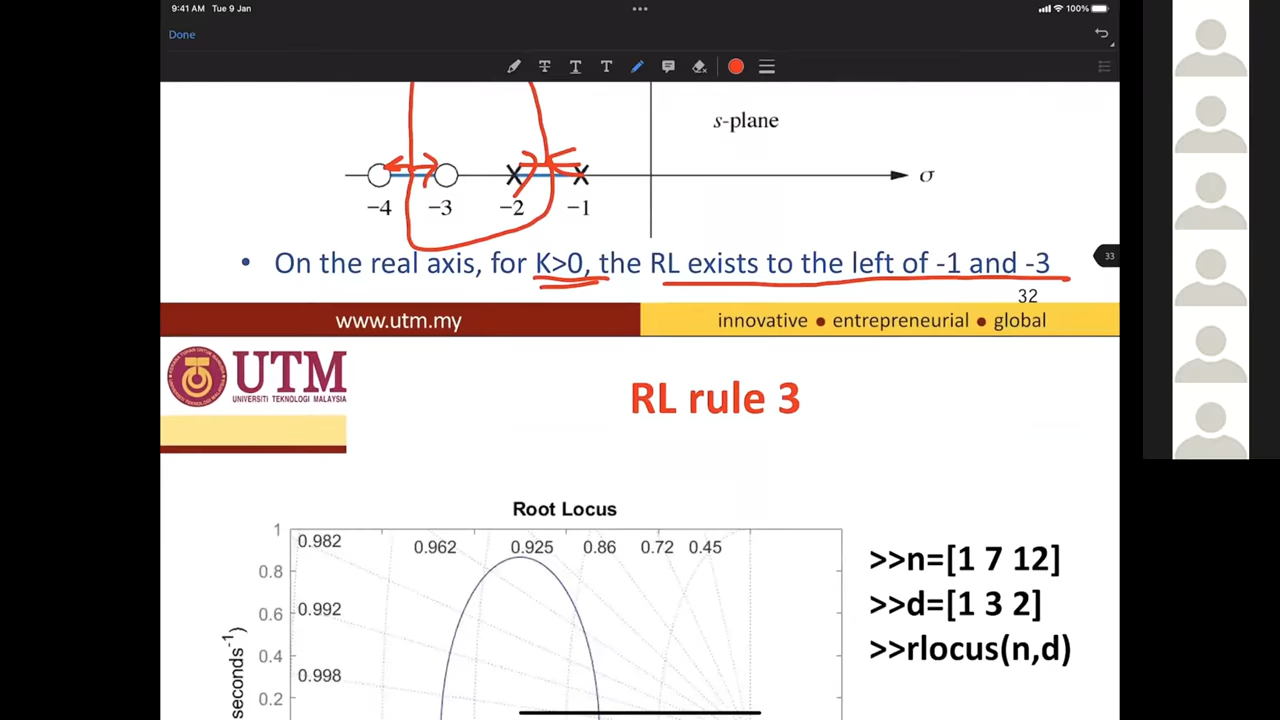 9:41 AM Tue 9 Jan
100%
Done
s-plane
σ
−4 −3 −2 −1
• On the real axis, for K>0, the RL exists to the left of -1 and -3
33
32
www.utm.my
innovative ● entrepreneurial ● global
UTM
UNIVERSITI TEKNOLOGI MALAYSIA
RL rule 3
Root Locus
1
0.982 0.962 0.925 0.86 0.72 0.45
0.8
0.6
0.992
0.4
0.998
0.2
seconds-1)
>>n=[1 7 12]
>>d=[1 3 2]
>>rlocus(n,d)